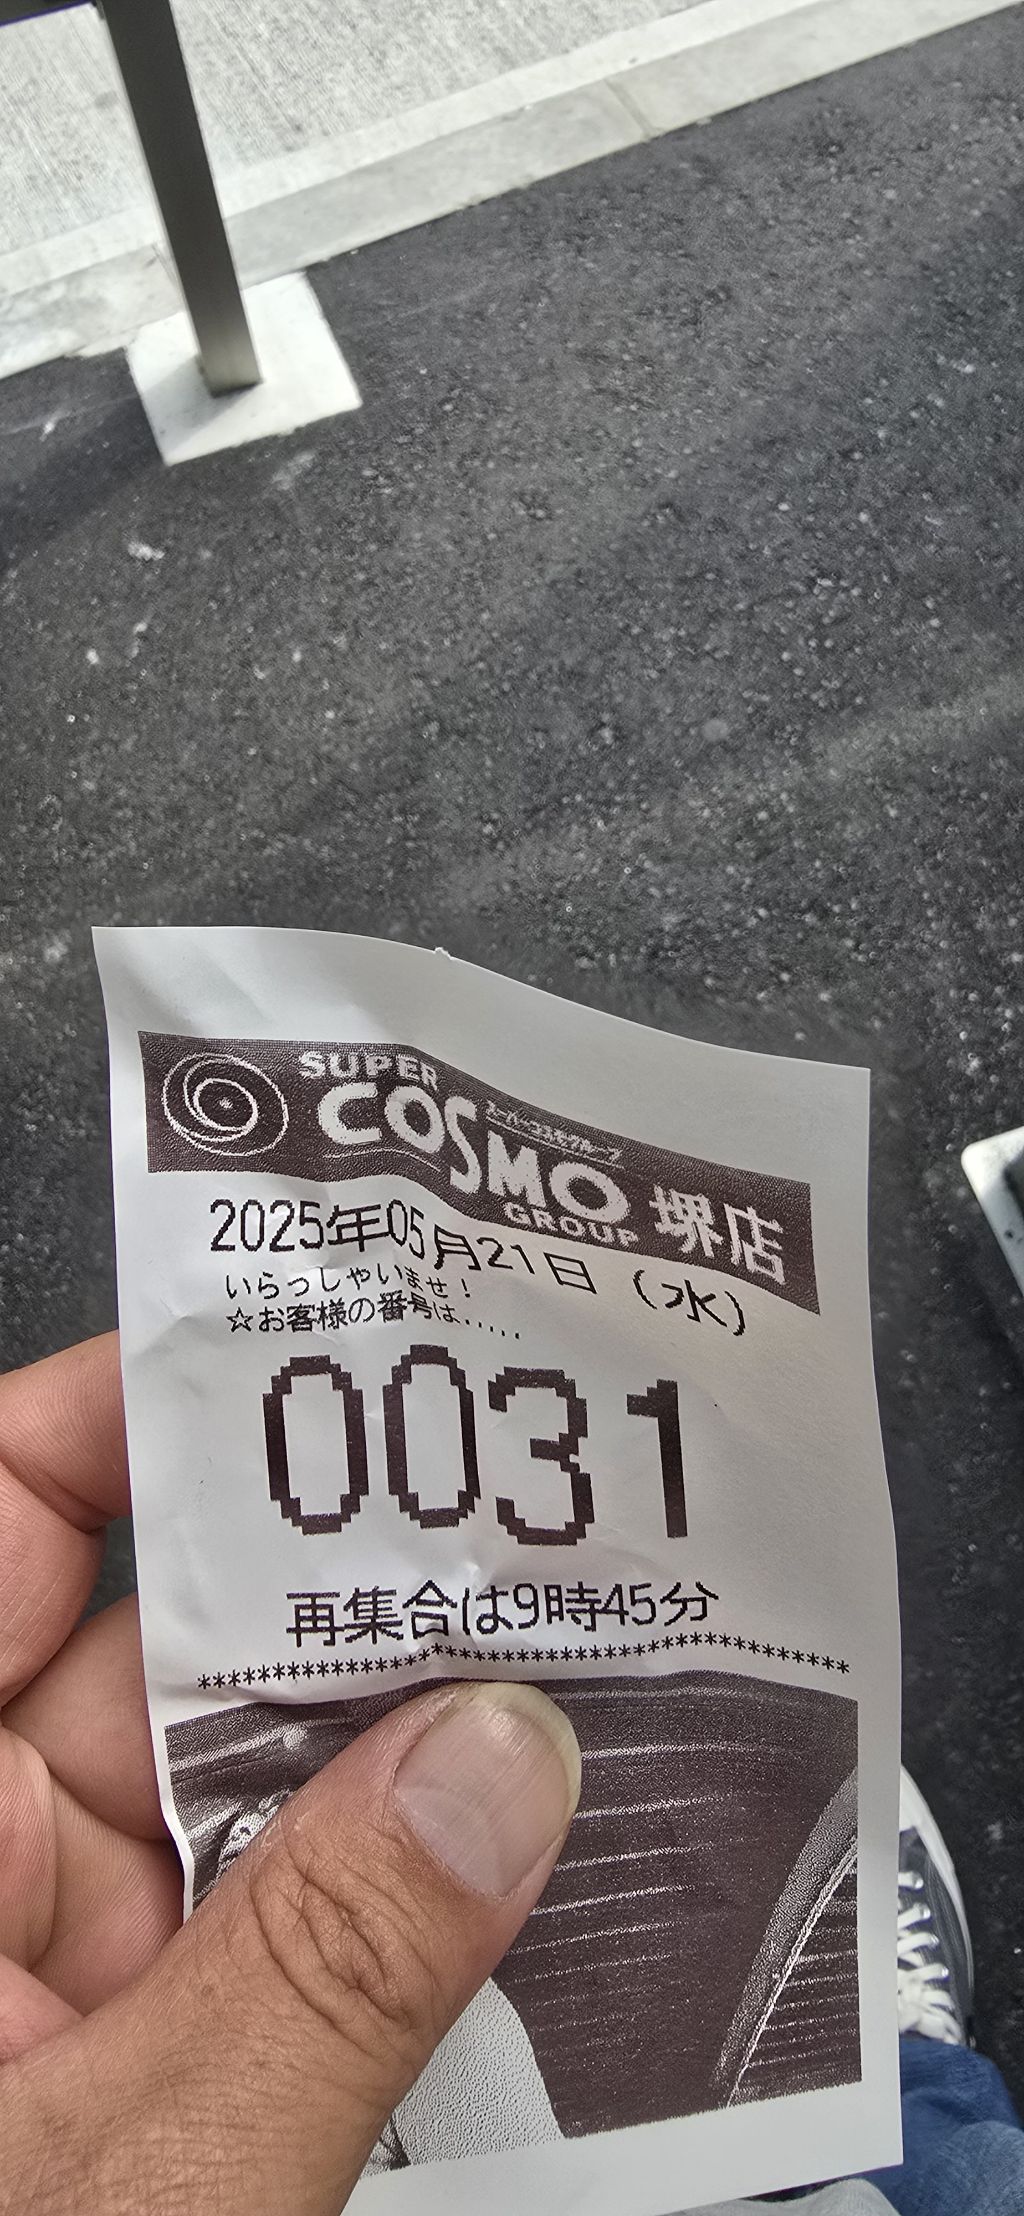 SUPER
COSMO
スーパーコスモグループ
GROUP 堺店
2025年05月21日（水）
いらっしゃいませ！
☆お客様の番号は.....
0031
再集合は9時45分
********************************************